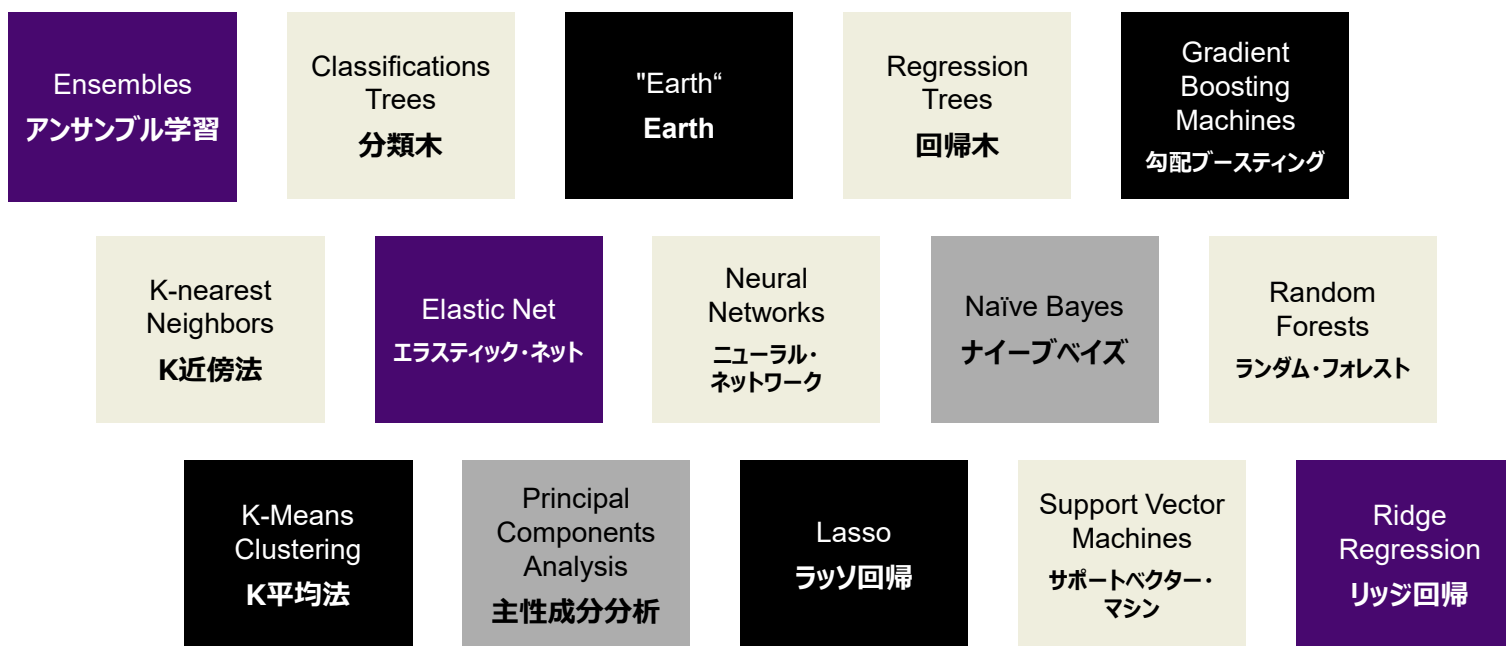 Ensembles
アンサンブル学習
Classifications
Trees
分類木
"Earth“
Earth
Regression
Trees
回帰木
Gradient
Boosting
Machines
勾配ブースティング
K-nearest
Neighbors
K近傍法
Elastic Net
エラスティック・ネット
Neural
Networks
ニューラル・
ネットワーク
Naïve Bayes
ナイーブベイズ
Random
Forests
ランダム・フォレスト
K-Means
Clustering
K平均法
Principal
Components
Analysis
主性成分分析
Lasso
ラッソ回帰
Support Vector
Machines
サポートベクター・
マシン
Ridge
Regression
リッジ回帰